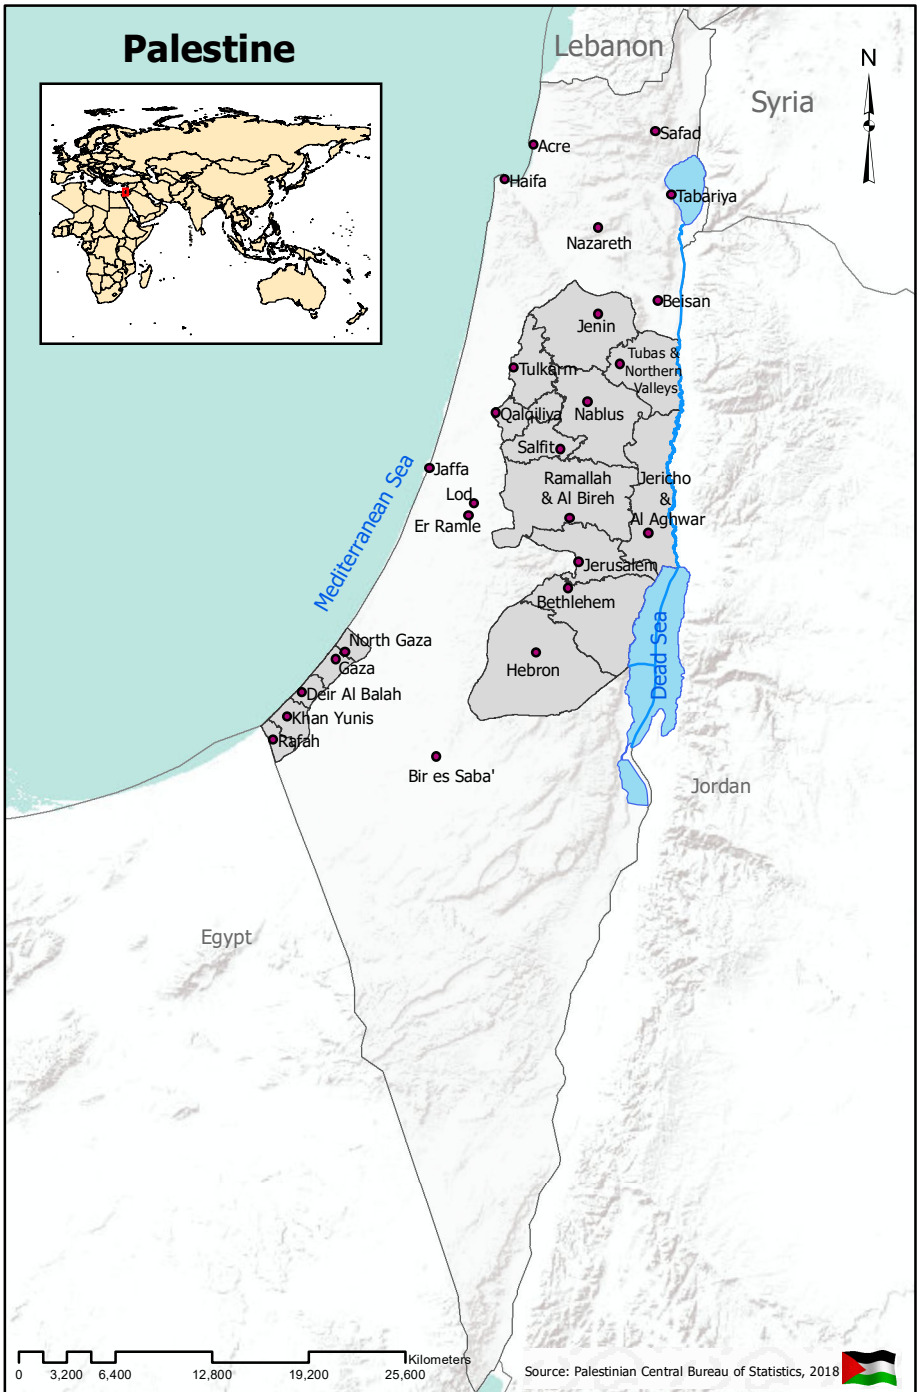 Palestine
Lebanon
N
Syria
Safad
Acre
Haifa
Tabariya
Nazareth
Beisan
Jenin
Tubas &
Northern
Valleys
Tulkarm
Qalqiliya
Nablus
Salfit
Jaffa
Ramallah
& Al Bireh
Jericho
&
Al Aghwar
Lod
Er Ramle
Mediterranean Sea
Jerusalem
Bethlehem
North Gaza
Gaza
Hebron
Dead Sea
Deir Al Balah
Khan Yunis
Rafah
Bir es Saba'
Jordan
Egypt
Kilometers
0 3,200 6,400 12,800 19,200 25,600
Source: Palestinian Central Bureau of Statistics, 2018